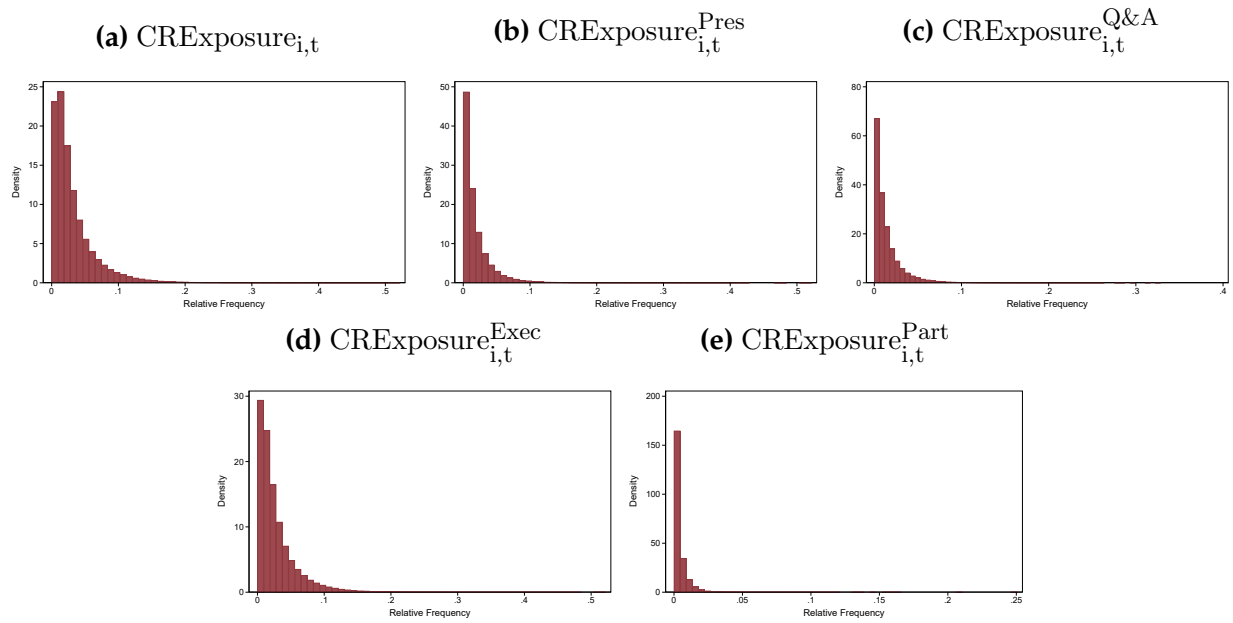 (a) CRExposure_{i,t}
25
20
15
10
5
0
Density
0 .1 .2 .3 .4 .5
Relative Frequency
(b) CRExposure_{i,t}^{Pres}
50
40
30
20
10
0
Density
0 .1 .2 .3 .4 .5
Relative Frequency
(c) CRExposure_{i,t}^{Q&A}
80
60
40
20
0
Density
0 .1 .2 .3 .4
Relative Frequency
(d) CRExposure_{i,t}^{Exec}
30
20
10
0
Density
0 .1 .2 .3 .4 .5
Relative Frequency
(e) CRExposure_{i,t}^{Part}
200
150
100
50
0
Density
0 .05 .1 .15 .2 .25
Relative Frequency